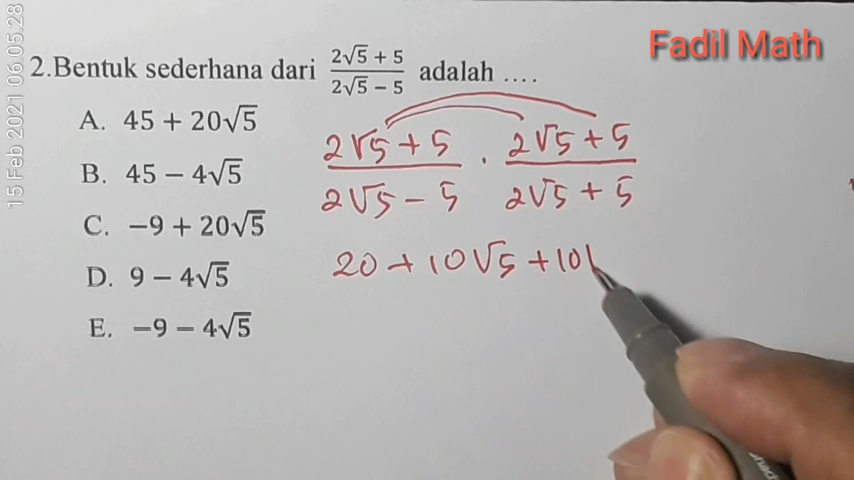 Fadil Math
15 Feb 2021 06.05.28
2.Bentuk sederhana dari (2√5 + 5)/(2√5 − 5) adalah ....
A. 45 + 20√5
B. 45 − 4√5
C. −9 + 20√5
D. 9 − 4√5
E. −9 − 4√5
(2√5 + 5)/(2√5 − 5) . (2√5 + 5)/(2√5 + 5)
20 + 10√5 + 10